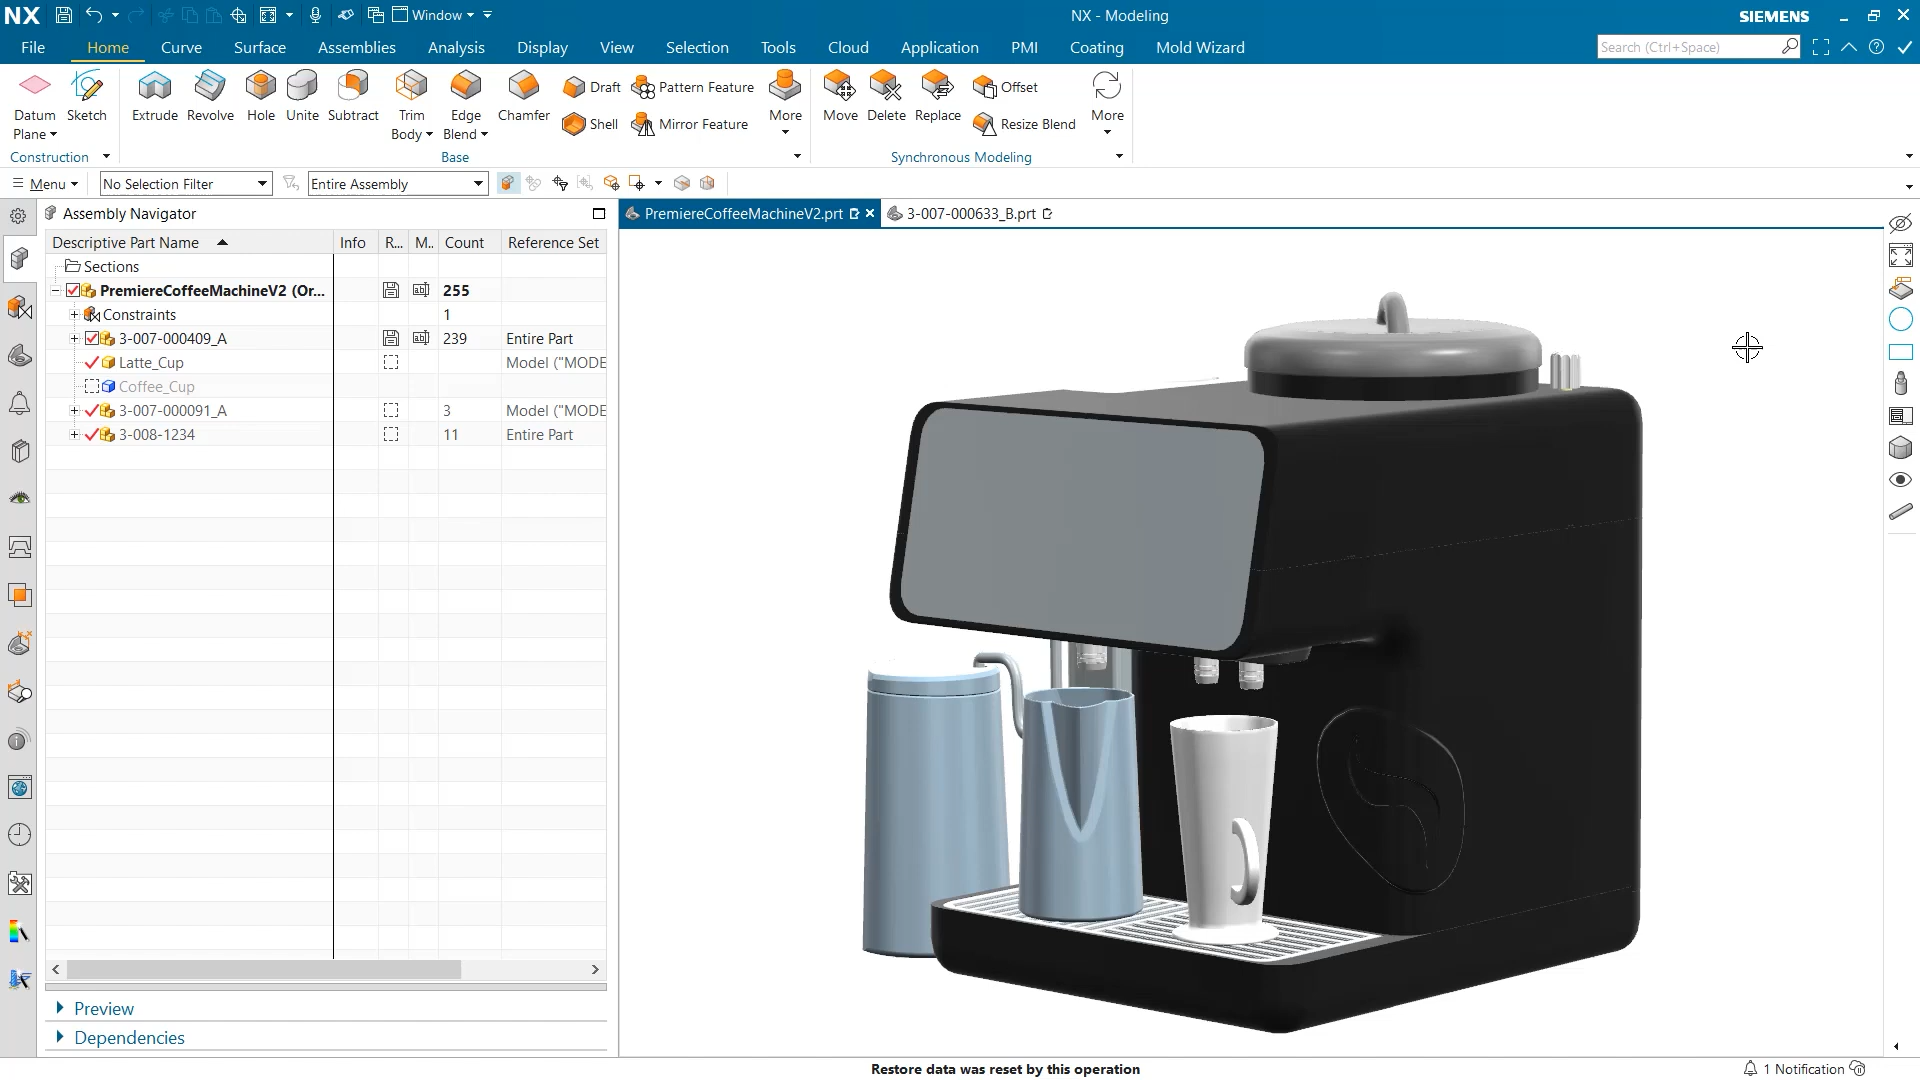 NX
Window
NX - Modeling
SIEMENS
File
Home
Curve
Surface
Assemblies
Analysis
Display
View
Selection
Tools
Cloud
Application
PMI
Coating
Mold Wizard
Search (Ctrl+Space)
Datum Plane
Sketch
Extrude
Revolve
Hole
Unite
Subtract
Trim Body
Edge Blend
Chamfer
Draft
Shell
Pattern Feature
Mirror Feature
More
Move
Delete
Replace
Offset
Resize Blend
More
Construction
Base
Synchronous Modeling
Menu
No Selection Filter
Entire Assembly
Assembly Navigator
PremiereCoffeeMachineV2.prt
3-007-000633_B.prt
Descriptive Part Name
Info
R...
M..
Count
Reference Set
Sections
PremiereCoffeeMachineV2 (Or...
255
Constraints
1
3-007-000409_A
239
Entire Part
Latte_Cup
Model ("MODE
Coffee_Cup
3-007-000091_A
3
Model ("MODE
3-008-1234
11
Entire Part
Preview
Dependencies
Restore data was reset by this operation
1 Notification